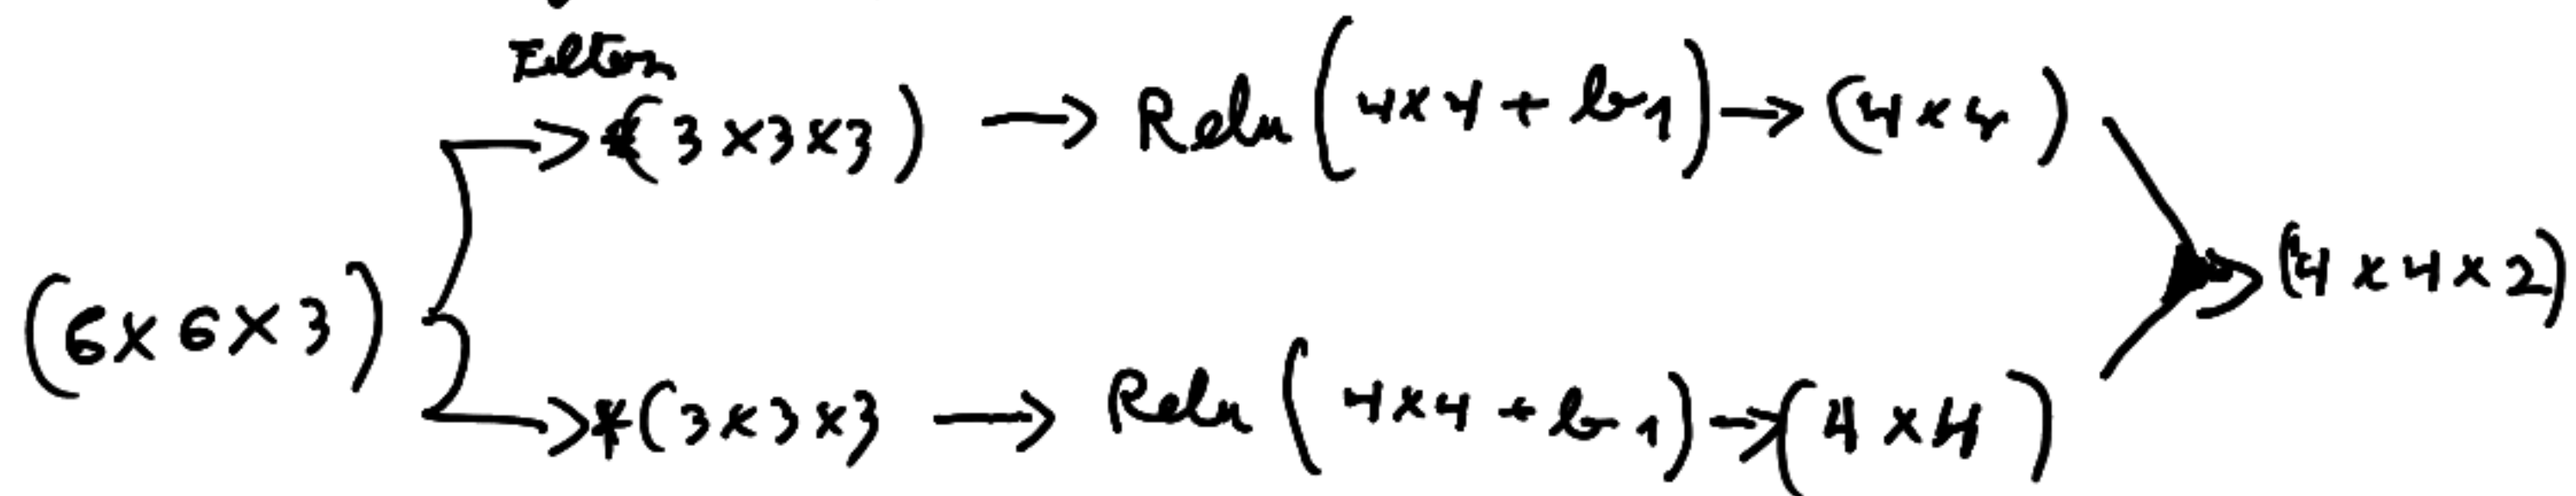 Filters
*(3×3×3) → Relu(4×4 + b1) → (4×4)
(6×6×3) (4×4×2)
*(3×3×3 → Relu(4×4 + b1) → (4×4)